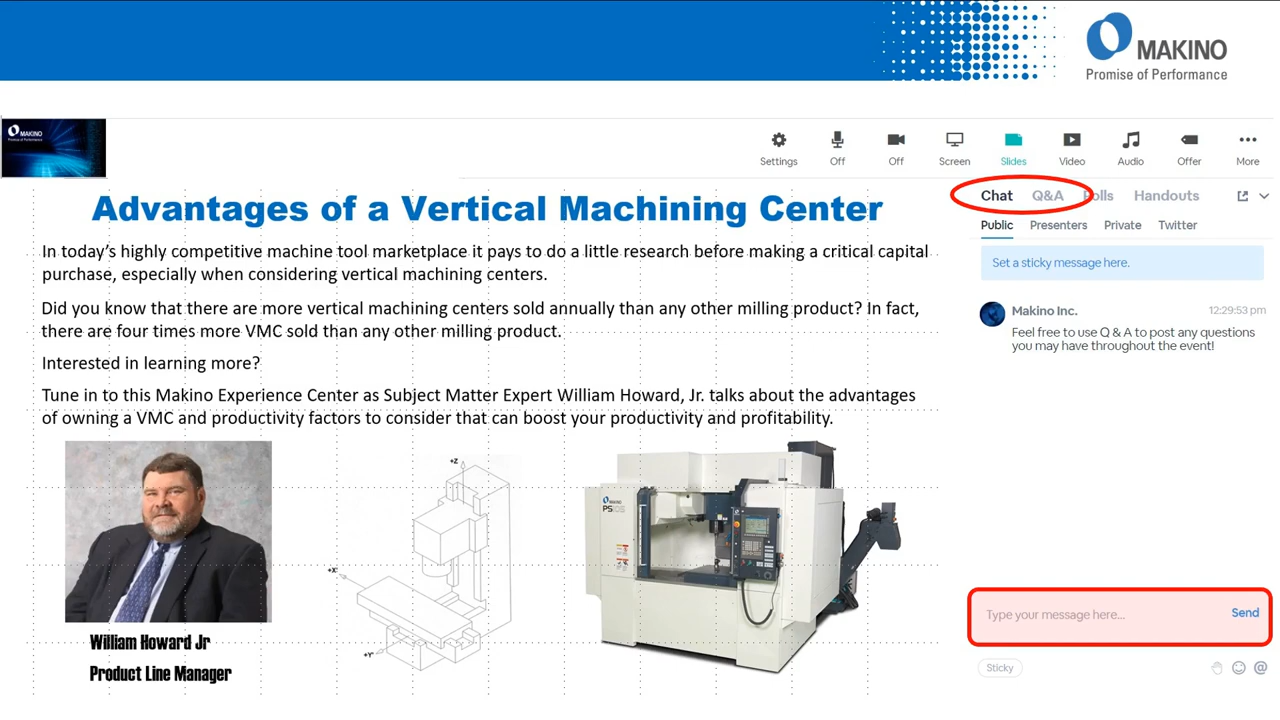 MAKINO
Promise of Performance
MAKINO
Promise of Performance
Settings
Off
Off
Screen
Slides
Video
Audio
Offer
More
Advantages of a Vertical Machining Center
In today's highly competitive machine tool marketplace it pays to do a little research before making a critical capital
purchase, especially when considering vertical machining centers.
Did you know that there are more vertical machining centers sold annually than any other milling product? In fact,
there are four times more VMC sold than any other milling product.
Interested in learning more?
Tune in to this Makino Experience Center as Subject Matter Expert William Howard, Jr. talks about the advantages
of owning a VMC and productivity factors to consider that can boost your productivity and profitability.
+Z
+X'
+Y'
MAKINO
PS105
William Howard Jr
Product Line Manager
Chat Q&A Polls Handouts
Public Presenters Private Twitter
Set a sticky message here.
Makino Inc. 12:29:53 pm
Feel free to use Q & A to post any questions
you may have throughout the event!
Type your message here... Send
Sticky